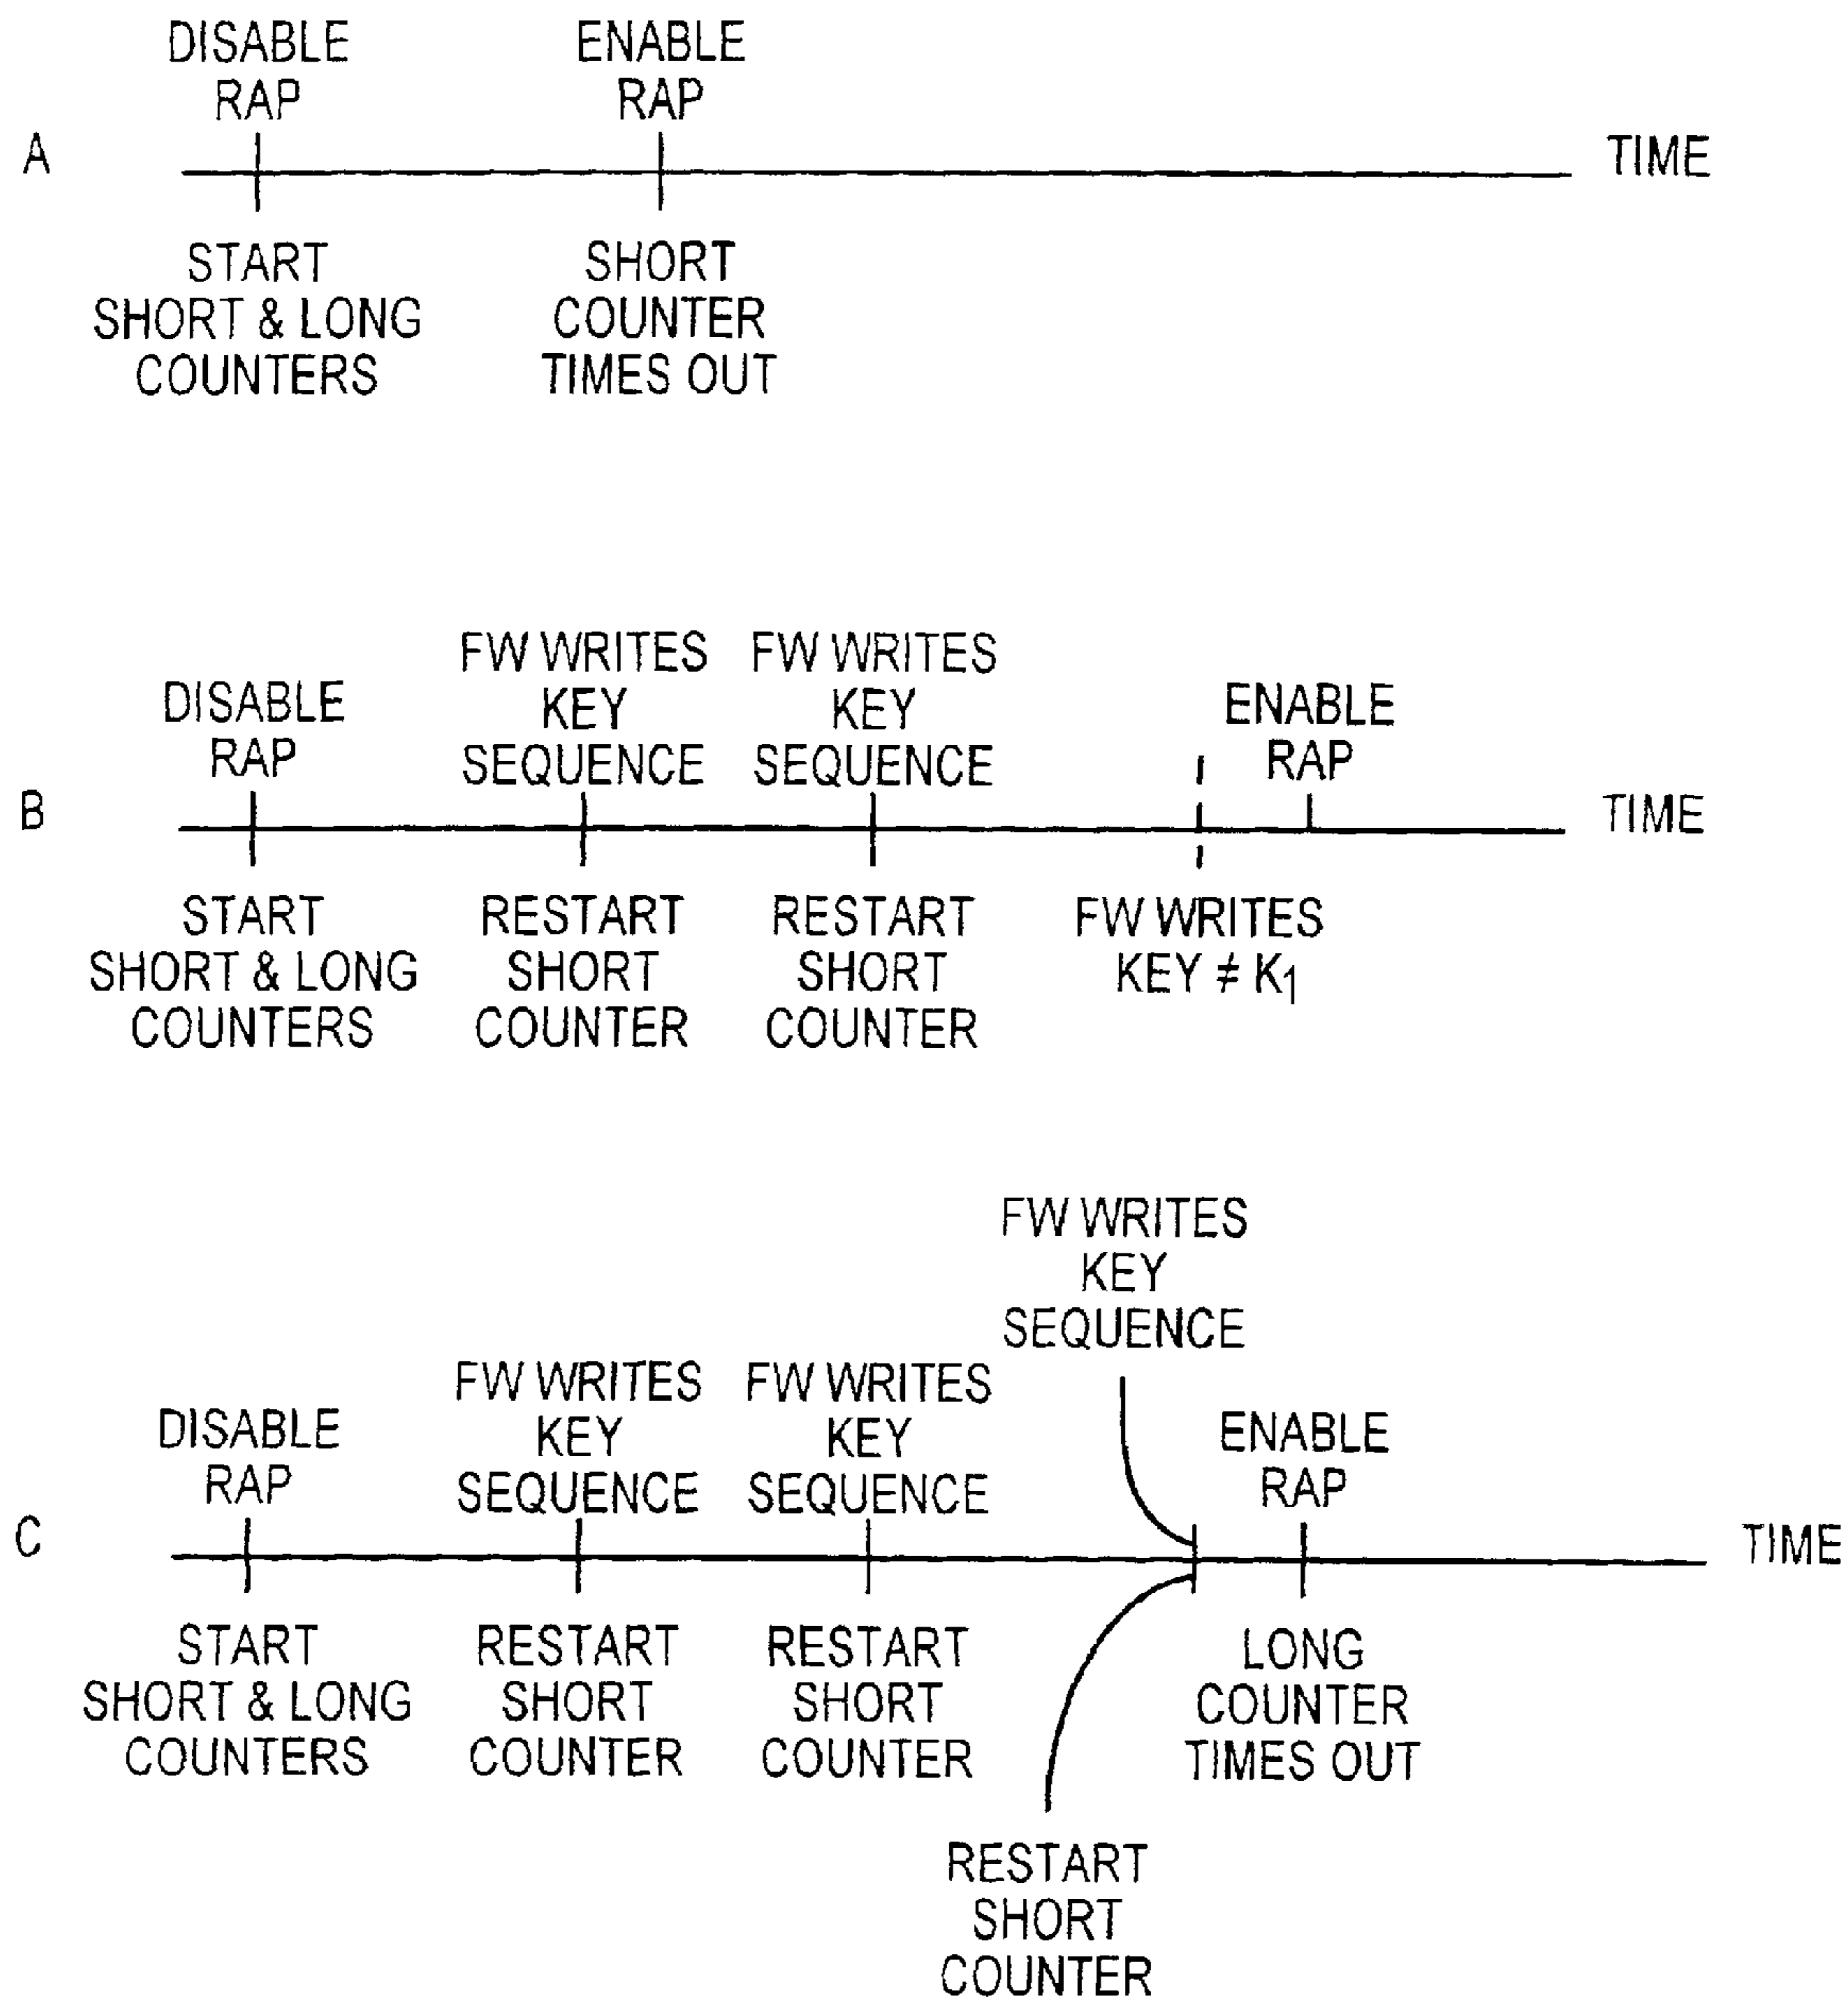 DISABLE
RAP
ENABLE
RAP
A
TIME
START
SHORT & LONG
COUNTERS
SHORT
COUNTER
TIMES OUT
DISABLE
RAP
FW WRITES
KEY
SEQUENCE
FW WRITES
KEY
SEQUENCE
ENABLE
RAP
B
TIME
START
SHORT & LONG
COUNTERS
RESTART
SHORT
COUNTER
RESTART
SHORT
COUNTER
FW WRITES
KEY ≠ K1
FW WRITES
KEY
SEQUENCE
DISABLE
RAP
FW WRITES
KEY
SEQUENCE
FW WRITES
KEY
SEQUENCE
ENABLE
RAP
C
TIME
START
SHORT & LONG
COUNTERS
RESTART
SHORT
COUNTER
RESTART
SHORT
COUNTER
LONG
COUNTER
TIMES OUT
RESTART
SHORT
COUNTER